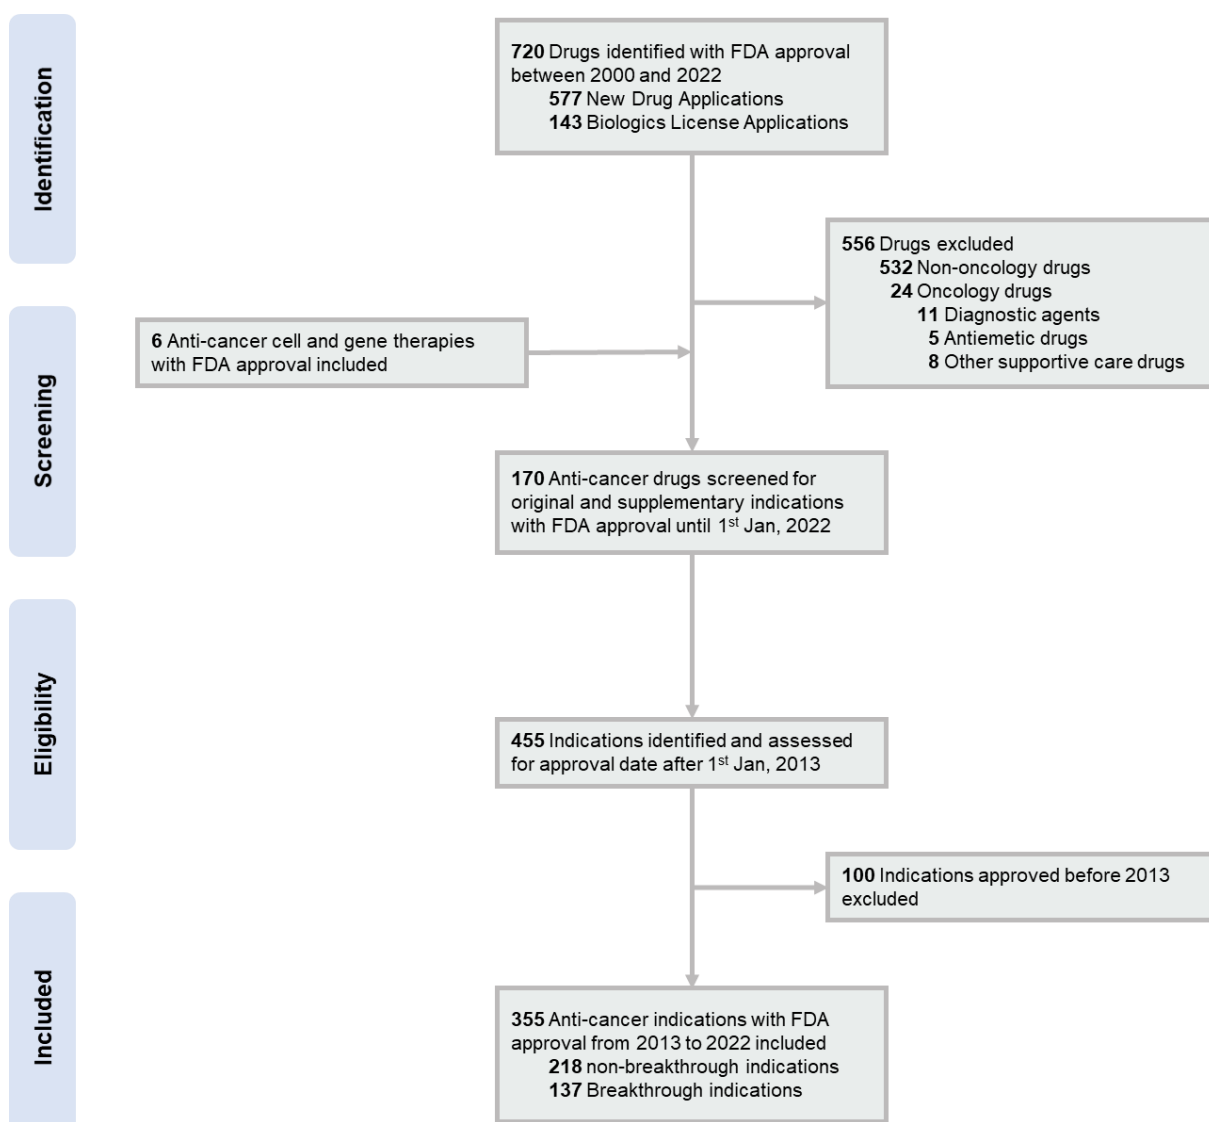 Identification
720 Drugs identified with FDA approval
between 2000 and 2022
577 New Drug Applications
143 Biologics License Applications
556 Drugs excluded
532 Non-oncology drugs
24 Oncology drugs
11 Diagnostic agents
5 Antiemetic drugs
8 Other supportive care drugs
Screening
6 Anti-cancer cell and gene therapies
with FDA approval included
170 Anti-cancer drugs screened for
original and supplementary indications
with FDA approval until 1st Jan, 2022
Eligibility
455 Indications identified and assessed
for approval date after 1st Jan, 2013
100 Indications approved before 2013
excluded
Included
355 Anti-cancer indications with FDA
approval from 2013 to 2022 included
218 non-breakthrough indications
137 Breakthrough indications